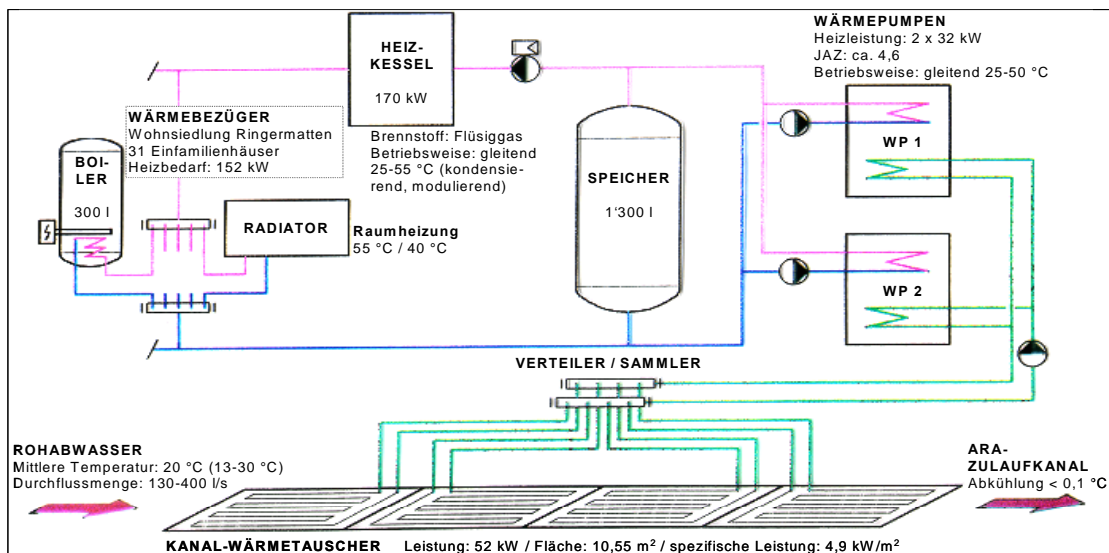 HEIZ-
KESSEL
170 kW
Brennstoff: Flüsiggas
Betriebsweise: gleitend
25-55 °C (kondensie-
rend, modulierend)
WÄRMEPUMPEN
Heizleistung: 2 x 32 kW
JAZ: ca. 4,6
Betriebsweise: gleitend 25-50 °C
WÄRMEBEZÜGER
Wohnsiedlung Ringermatten
31 Einfamilienhäuser
Heizbedarf: 152 kW
BOI-
LER
300 l
RADIATOR
Raumheizung
55 °C / 40 °C
SPEICHER
1'300 l
WP 1
WP 2
VERTEILER / SAMMLER
ROHABWASSER
Mittlere Temperatur: 20 °C (13-30 °C)
Durchflussmenge: 130-400 l/s
ARA-
ZULAUFKANAL
Abkühlung < 0,1 °C
KANAL-WÄRMETAUSCHER Leistung: 52 kW / Fläche: 10,55 m² / spezifische Leistung: 4,9 kW/m²